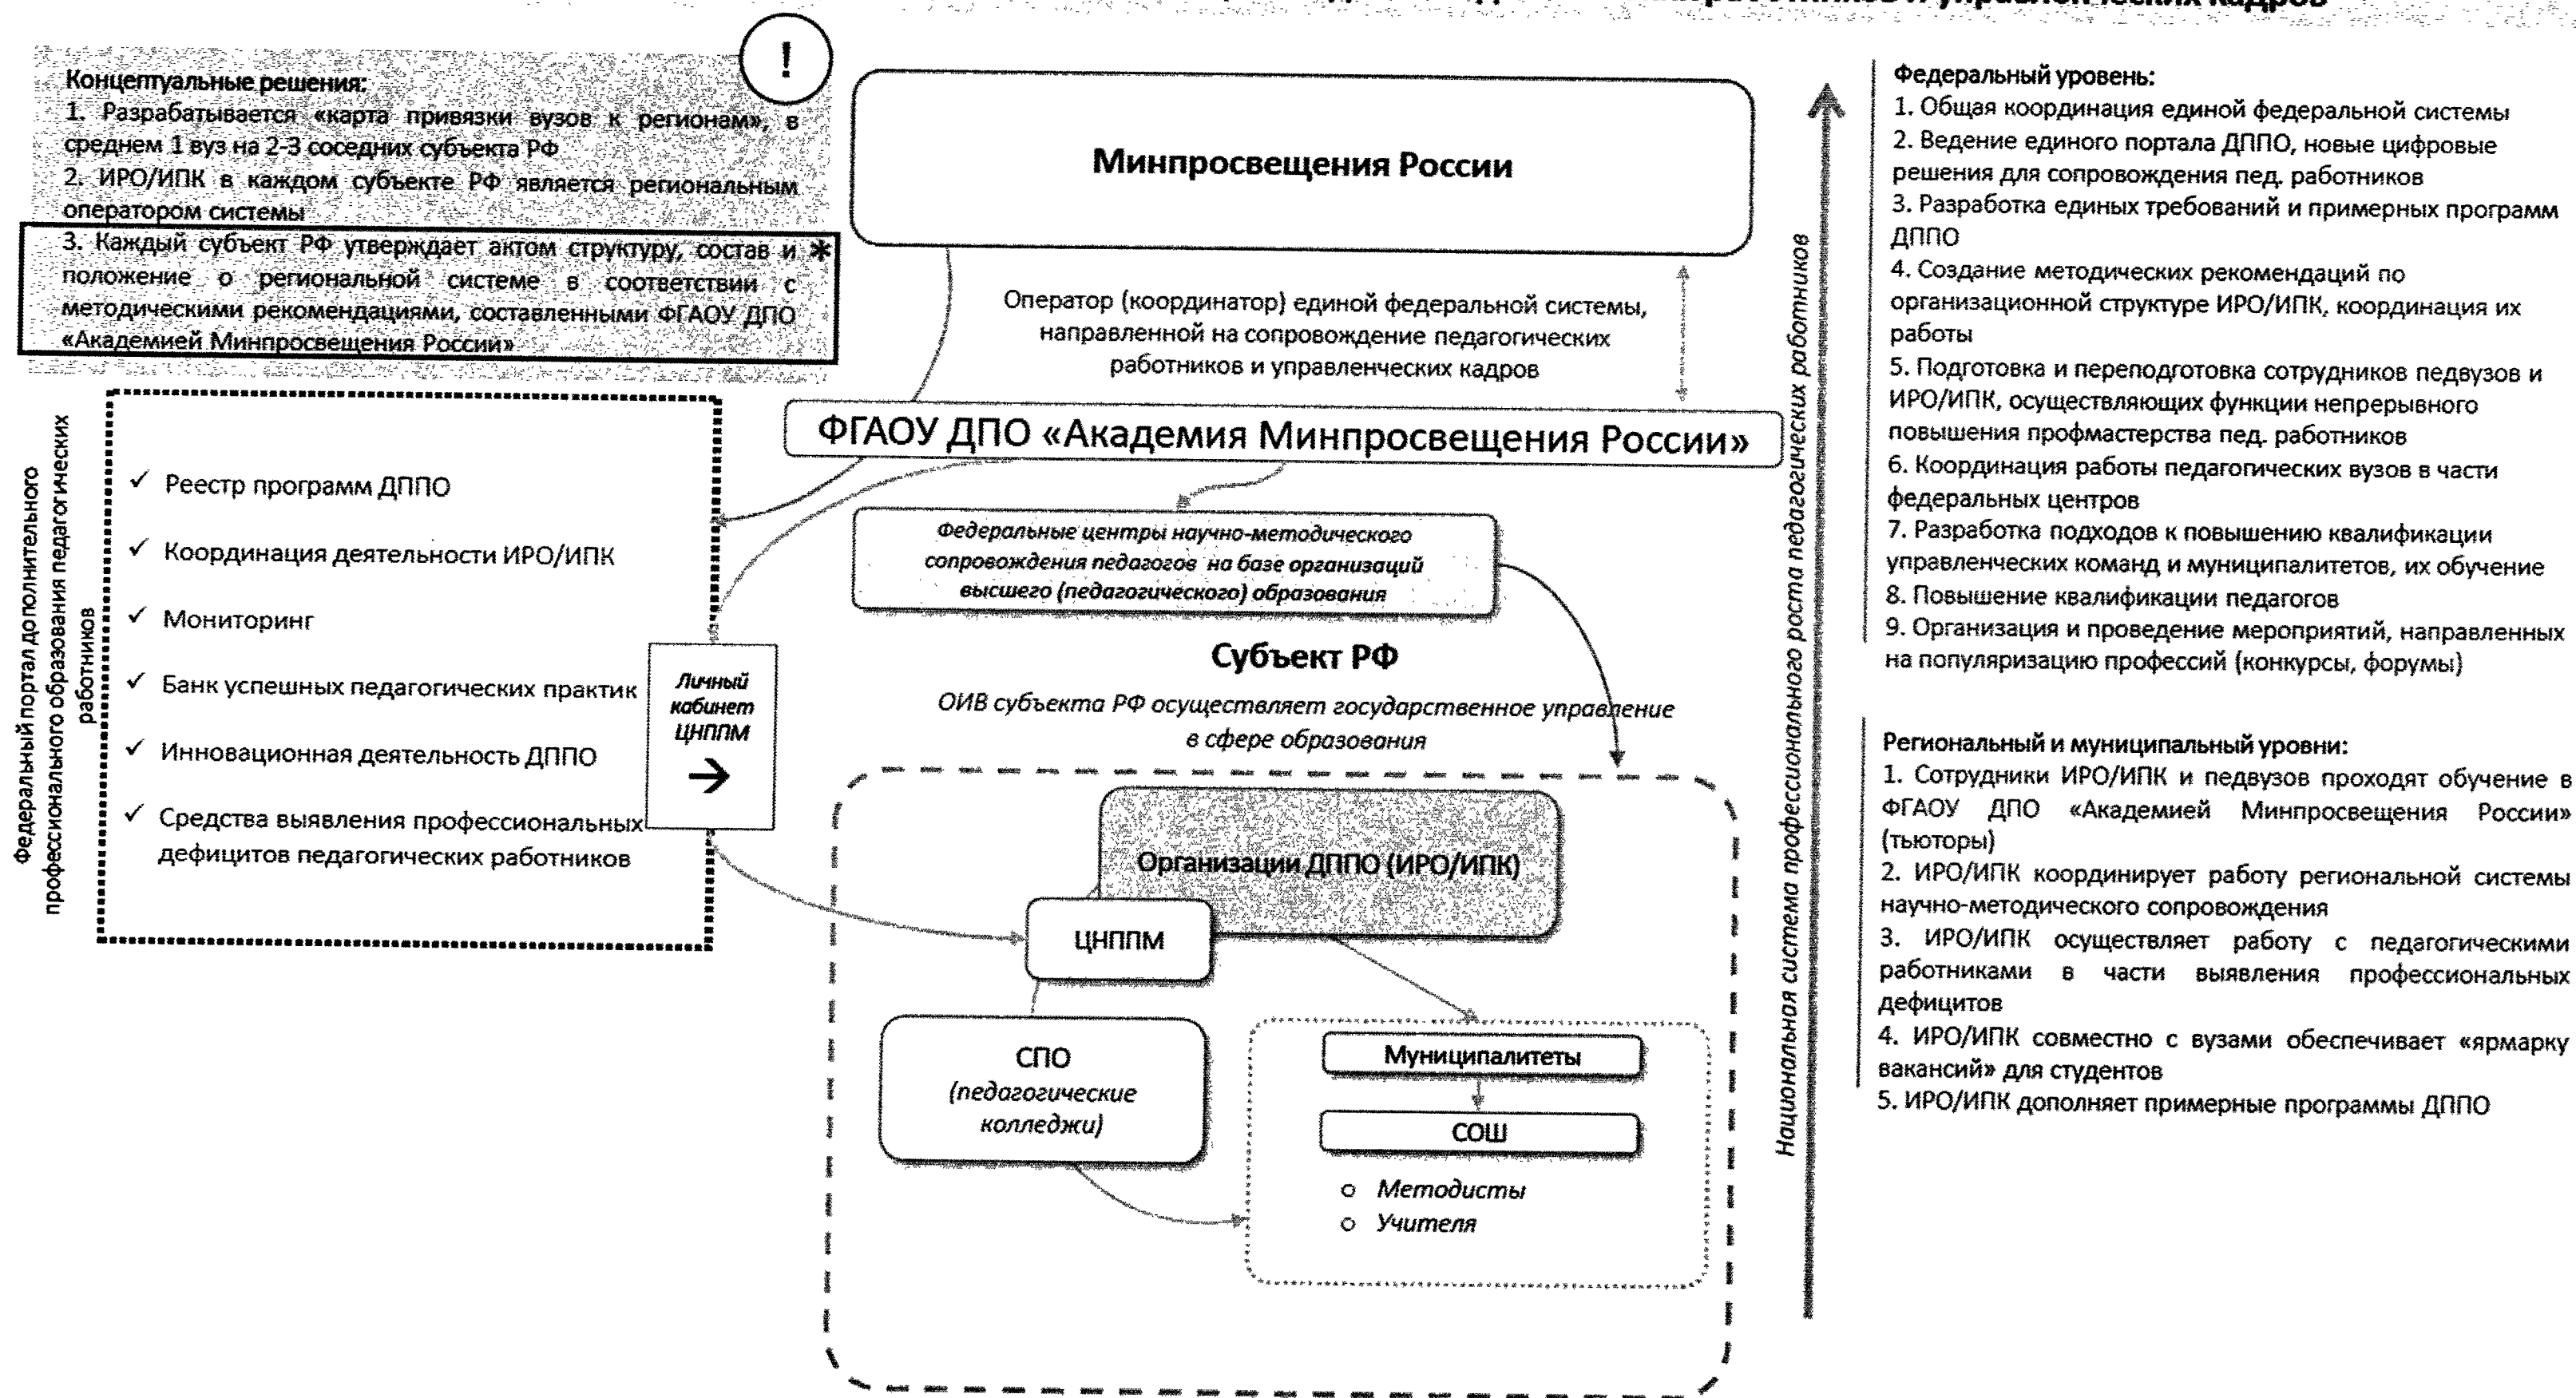 работников и управленческих кадров
!
Концептуальные решения:
1. Разрабатывается «карта привязки вузов к регионам», в
среднем 1 вуз на 2-3 соседних субъекта РФ
2. ИРО/ИПК в каждом субъекте РФ является региональным
оператором системы
3. Каждый субъект РФ утверждает актом структуру, состав и *
положение о региональной системе в соответствии с
методическими рекомендациями, составленными ФГАОУ ДПО
«Академией Минпросвещения России»
Федеральный портал дополнительного
профессионального образования педагогических
работников
✓ Реестр программ ДППО
✓ Координация деятельности ИРО/ИПК
✓ Мониторинг
✓ Банк успешных педагогических практик
✓ Инновационная деятельность ДППО
✓ Средства выявления профессиональных
дефицитов педагогических работников
Личный
кабинет
ЦНППМ
→
Минпросвещения России
Оператор (координатор) единой федеральной системы,
направленной на сопровождение педагогических
работников и управленческих кадров
ФГАОУ ДПО «Академия Минпросвещения России»
Федеральные центры научно-методического
сопровождения педагогов на базе организаций
высшего (педагогического) образования
Субъект РФ
ОИВ субъекта РФ осуществляет государственное управление
в сфере образования
Организации ДППО (ИРО/ИПК)
ЦНППМ
СПО
(педагогические
колледжи)
Муниципалитеты
СОШ
o Методисты
o Учителя
Национальная система профессионального роста педагогических работников
Федеральный уровень:
1. Общая координация единой федеральной системы
2. Ведение единого портала ДППО, новые цифровые
решения для сопровождения пед. работников
3. Разработка единых требований и примерных программ
ДППО
4. Создание методических рекомендаций по
организационной структуре ИРО/ИПК, координация их
работы
5. Подготовка и переподготовка сотрудников педвузов и
ИРО/ИПК, осуществляющих функции непрерывного
повышения профмастерства пед. работников
6. Координация работы педагогических вузов в части
федеральных центров
7. Разработка подходов к повышению квалификации
управленческих команд и муниципалитетов, их обучение
8. Повышение квалификации педагогов
9. Организация и проведение мероприятий, направленных
на популяризацию профессий (конкурсы, форумы)
Региональный и муниципальный уровни:
1. Сотрудники ИРО/ИПК и педвузов проходят обучение в
ФГАОУ ДПО «Академией Минпросвещения России»
(тьюторы)
2. ИРО/ИПК координирует работу региональной системы
научно-методического сопровождения
3. ИРО/ИПК осуществляет работу с педагогическими
работниками в части выявления профессиональных
дефицитов
4. ИРО/ИПК совместно с вузами обеспечивает «ярмарку
вакансий» для студентов
5. ИРО/ИПК дополняет примерные программы ДППО